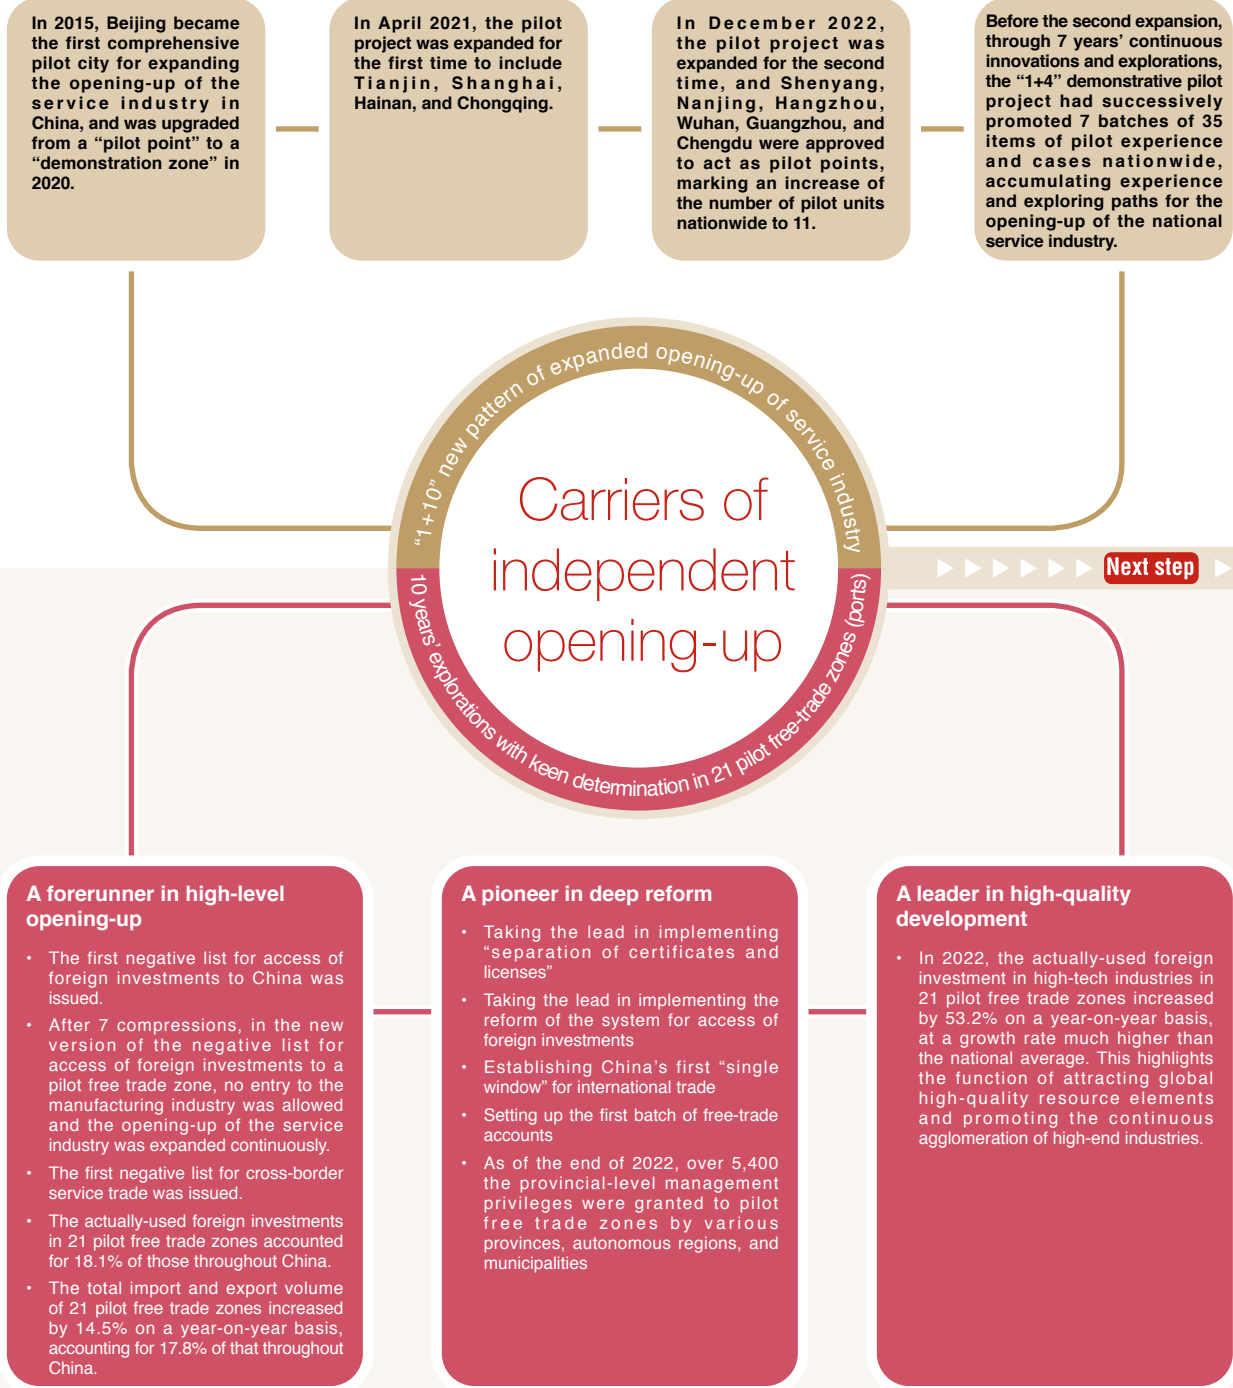 In 2015, Beijing became
the first comprehensive
pilot city for expanding
the opening-up of the
service industry in
China, and was upgraded
from a “pilot point” to a
“demonstration zone” in
2020.
In April 2021, the pilot
project was expanded for
the first time to include
Tianjin, Shanghai,
Hainan, and Chongqing.
In December 2022,
the pilot project was
expanded for the second
time, and Shenyang,
Nanjing, Hangzhou,
Wuhan, Guangzhou, and
Chengdu were approved
to act as pilot points,
marking an increase of
the number of pilot units
nationwide to 11.
Before the second expansion,
through 7 years’ continuous
innovations and explorations,
the “1+4” demonstrative pilot
project had successively
promoted 7 batches of 35
items of pilot experience
and cases nationwide,
accumulating experience
and exploring paths for the
opening-up of the national
service industry.
“1+10” new pattern of expanded opening-up of service industry
Carriers of
independent
opening-up
Next step
10 years’ explorations with keen determination in 21 pilot free-trade zones (ports)
A forerunner in high-level
opening-up
• The first negative list for access of
foreign investments to China was
issued.
• After 7 compressions, in the new
version of the negative list for
access of foreign investments to a
pilot free trade zone, no entry to the
manufacturing industry was allowed
and the opening-up of the service
industry was expanded continuously.
• The first negative list for cross-border
service trade was issued.
• The actually-used foreign investments
in 21 pilot free trade zones accounted
for 18.1% of those throughout China.
• The total import and export volume
of 21 pilot free trade zones increased
by 14.5% on a year-on-year basis,
accounting for 17.8% of that throughout
China.
A pioneer in deep reform
• Taking the lead in implementing
“separation of certificates and
licenses”
• Taking the lead in implementing the
reform of the system for access of
foreign investments
• Establishing China’s first “single
window” for international trade
• Setting up the first batch of free-trade
accounts
• As of the end of 2022, over 5,400
the provincial-level management
privileges were granted to pilot
free trade zones by various
provinces, autonomous regions, and
municipalities
A leader in high-quality
development
• In 2022, the actually-used foreign
investment in high-tech industries in
21 pilot free trade zones increased
by 53.2% on a year-on-year basis,
at a growth rate much higher than
the national average. This highlights
the function of attracting global
high-quality resource elements
and promoting the continuous
agglomeration of high-end industries.